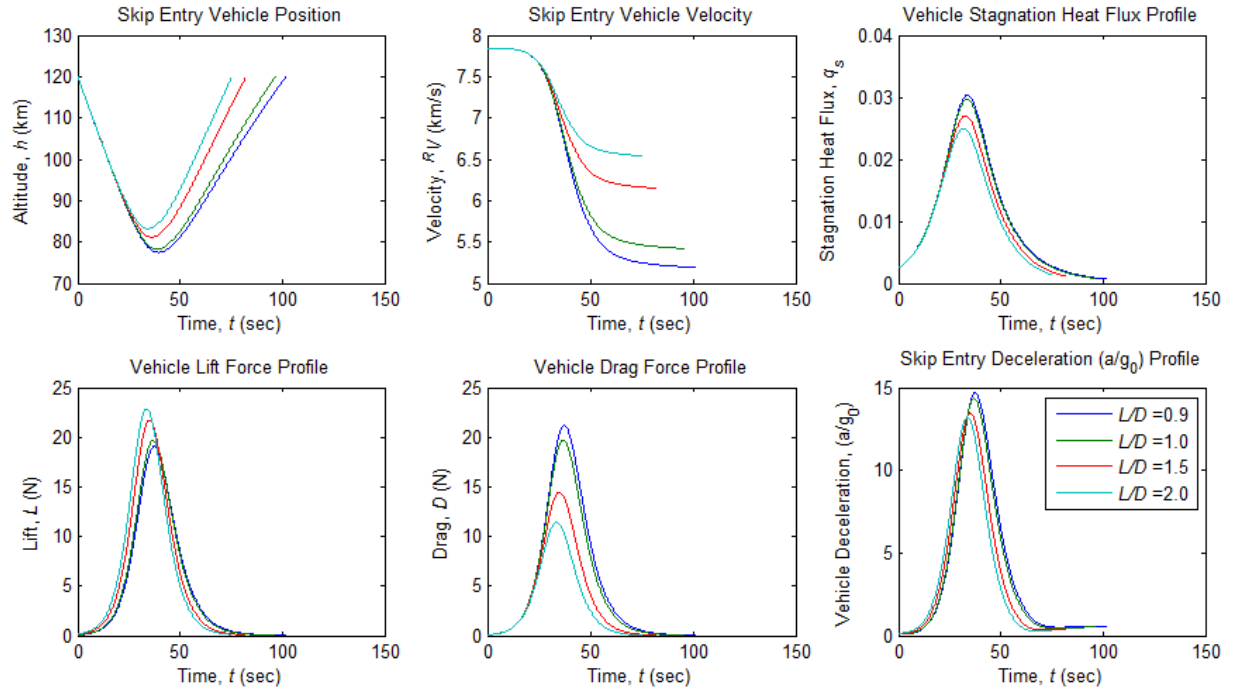 Skip Entry Vehicle Position
130
120
110
100
90
80
70
0
50
100
150
Altitude, h (km)
Time, t (sec)
Skip Entry Vehicle Velocity
8
7.5
7
6.5
6
5.5
5
0
50
100
150
Velocity, ᴿV (km/s)
Time, t (sec)
Vehicle Stagnation Heat Flux Profile
0.04
0.03
0.02
0.01
0
0
50
100
150
Stagnation Heat Flux, qₛ
Time, t (sec)
Vehicle Lift Force Profile
25
20
15
10
5
0
0
50
100
150
Lift, L (N)
Time, t (sec)
Vehicle Drag Force Profile
25
20
15
10
5
0
0
50
100
150
Drag, D (N)
Time, t (sec)
Skip Entry Deceleration (a/g₀) Profile
15
10
5
0
0
50
100
150
Vehicle Deceleration, (a/g₀)
Time, t (sec)
L/D =0.9
L/D =1.0
L/D =1.5
L/D =2.0